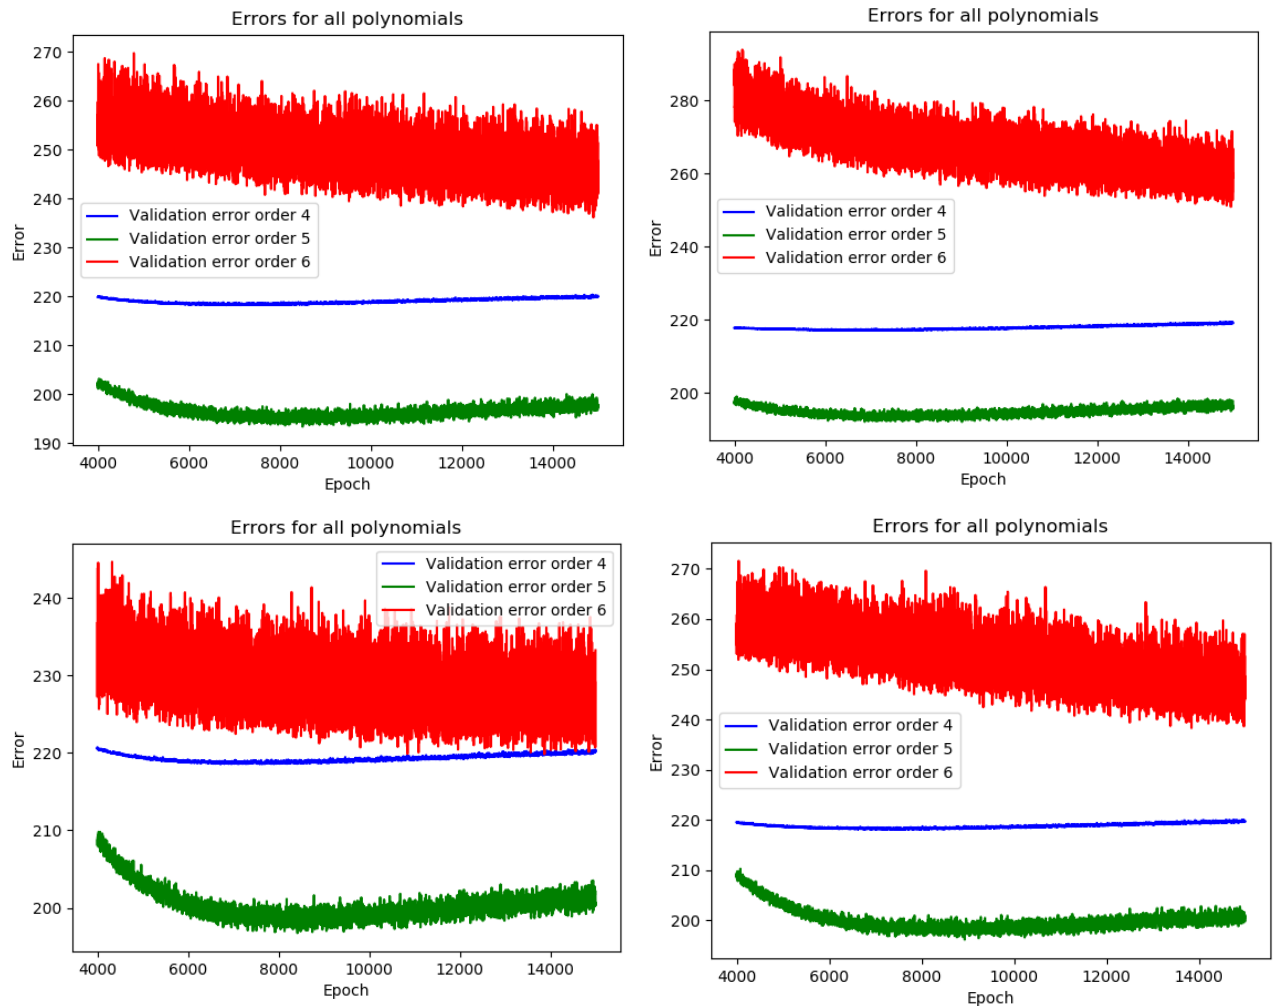 Errors for all polynomials
270
260
250
240
230
220
210
200
190
Error
Validation error order 4
Validation error order 5
Validation error order 6
4000 6000 8000 10000 12000 14000
Epoch
Errors for all polynomials
280
260
240
220
200
Error
Validation error order 4
Validation error order 5
Validation error order 6
4000 6000 8000 10000 12000 14000
Epoch
Errors for all polynomials
240
230
220
210
200
Error
Validation error order 4
Validation error order 5
Validation error order 6
4000 6000 8000 10000 12000 14000
Epoch
Errors for all polynomials
270
260
250
240
230
220
210
200
Error
Validation error order 4
Validation error order 5
Validation error order 6
4000 6000 8000 10000 12000 14000
Epoch